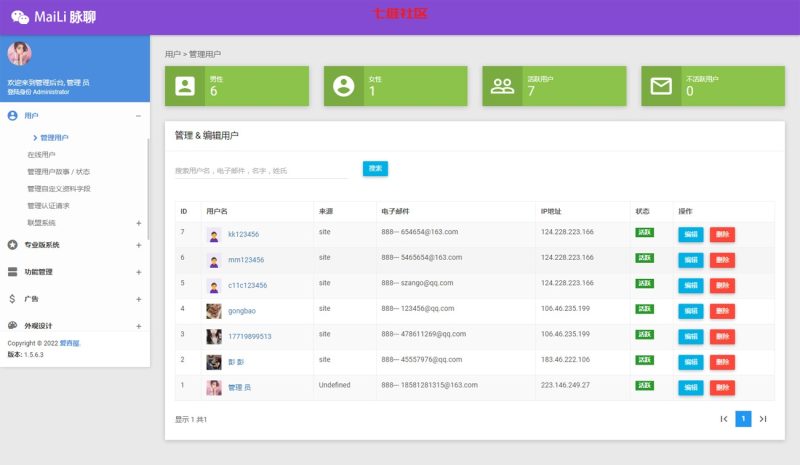 MaiLi 脉聊
七维社区
欢迎来到管理后台, 管理 员
登陆身份 Administrator
用户
管理用户
在线用户
管理用户故事 / 状态
管理自定义资料字段
管理认证请求
联盟系统
专业版系统
功能管理
广告
外观设计
Copyright © 2022
版本: 1.5.6.3
用户 > 管理用户
男性
6
女性
1
活跃用户
7
不活跃用户
0
管理 & 编辑用户
搜索用户名，电子邮件，名字，姓氏
搜索
ID 用户名 来源 电子邮件 IP地址 状态 操作
7 kk123456 site 888--- 654654@163.com 124.228.223.166 活跃 编辑 删除
6 mm123456 site 888--- 5465654@163.com 124.228.223.166 活跃 编辑 删除
5 c11c123456 site 888--- szango@qq.com 124.228.223.166 活跃 编辑 删除
4 gongbao site 888--- 123456@qq.com 106.46.235.199 活跃 编辑 删除
3 17719899513 site 888--- 478611269@qq.com 106.46.235.199 活跃 编辑 删除
2 彭 彭 site 888--- 45557976@qq.com 183.46.222.106 活跃 编辑 删除
1 管理 员 Undefined 888--- 18581281315@163.com 223.146.249.27 活跃 编辑 删除
显示 1 共1
1